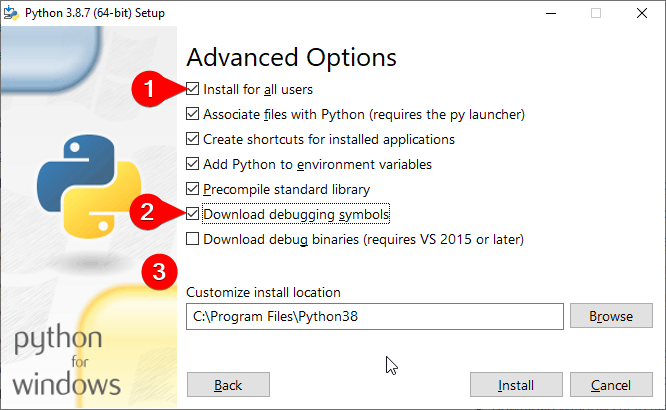 Python 3.8.7 (64-bit) Setup
Advanced Options
1
Install for all users
Associate files with Python (requires the py launcher)
Create shortcuts for installed applications
Add Python to environment variables
Precompile standard library
2
Download debugging symbols
Download debug binaries (requires VS 2015 or later)
3
Customize install location
C:\Program Files\Python38
Browse
python
for
windows
Back
Install
Cancel